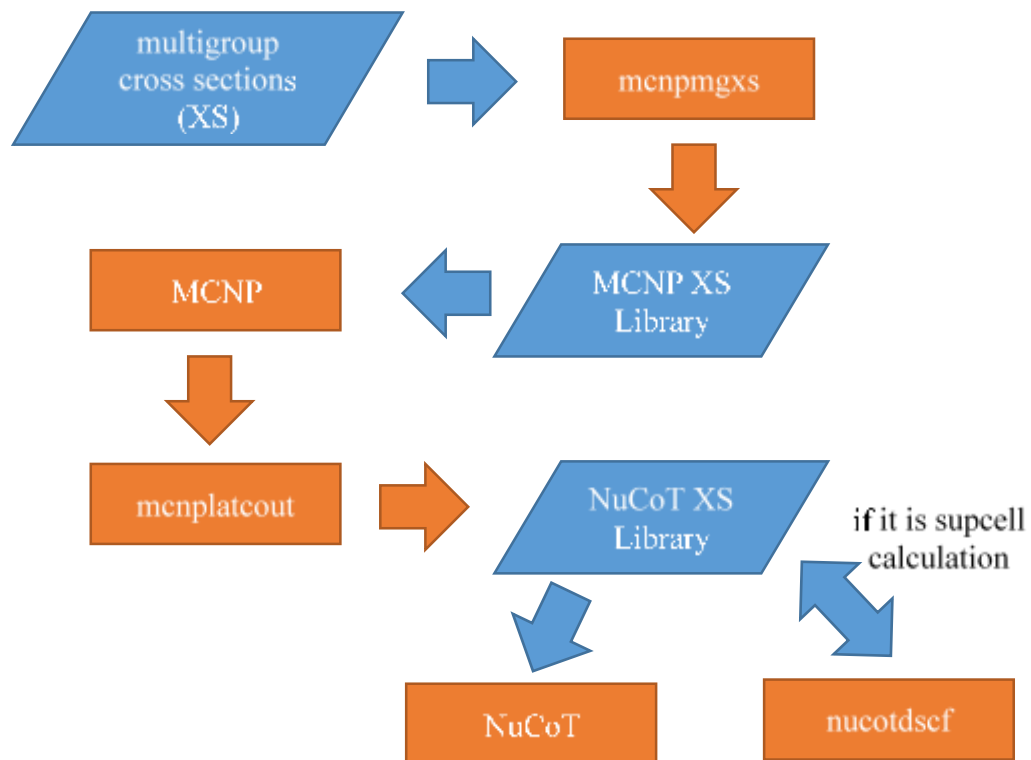 multigroup
cross sections
(XS)
mcnpmgxs
MCNP
MCNP XS
Library
mcnplatcout
NuCoT XS
Library
if it is supcell
calculation
NuCoT
nucotdscf